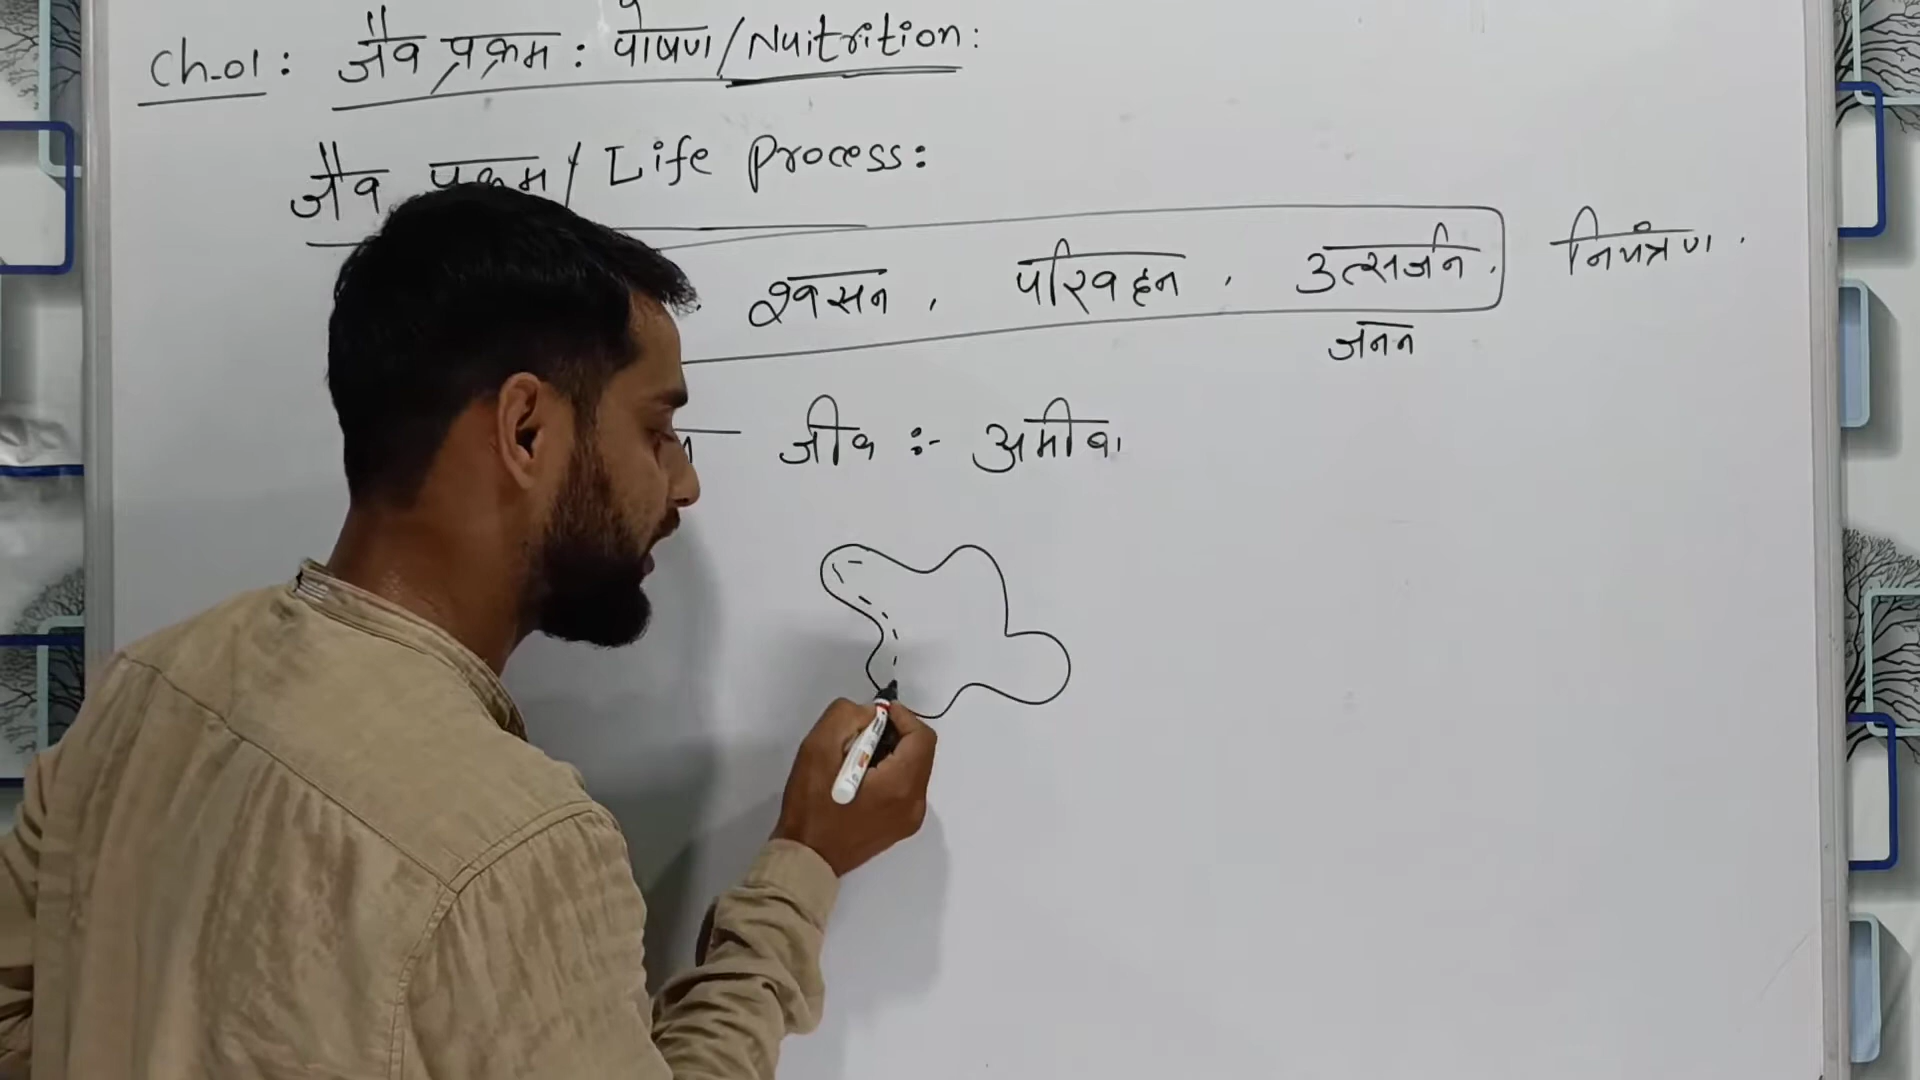 Ch-01: जैव प्रक्रम: पोषण/Nuitrition:
जैव प्रक्रम / Life Process:
श्वसन, परिवहन, उत्सर्जन, नियंत्रण.
जनन
जीव :- अमीबा